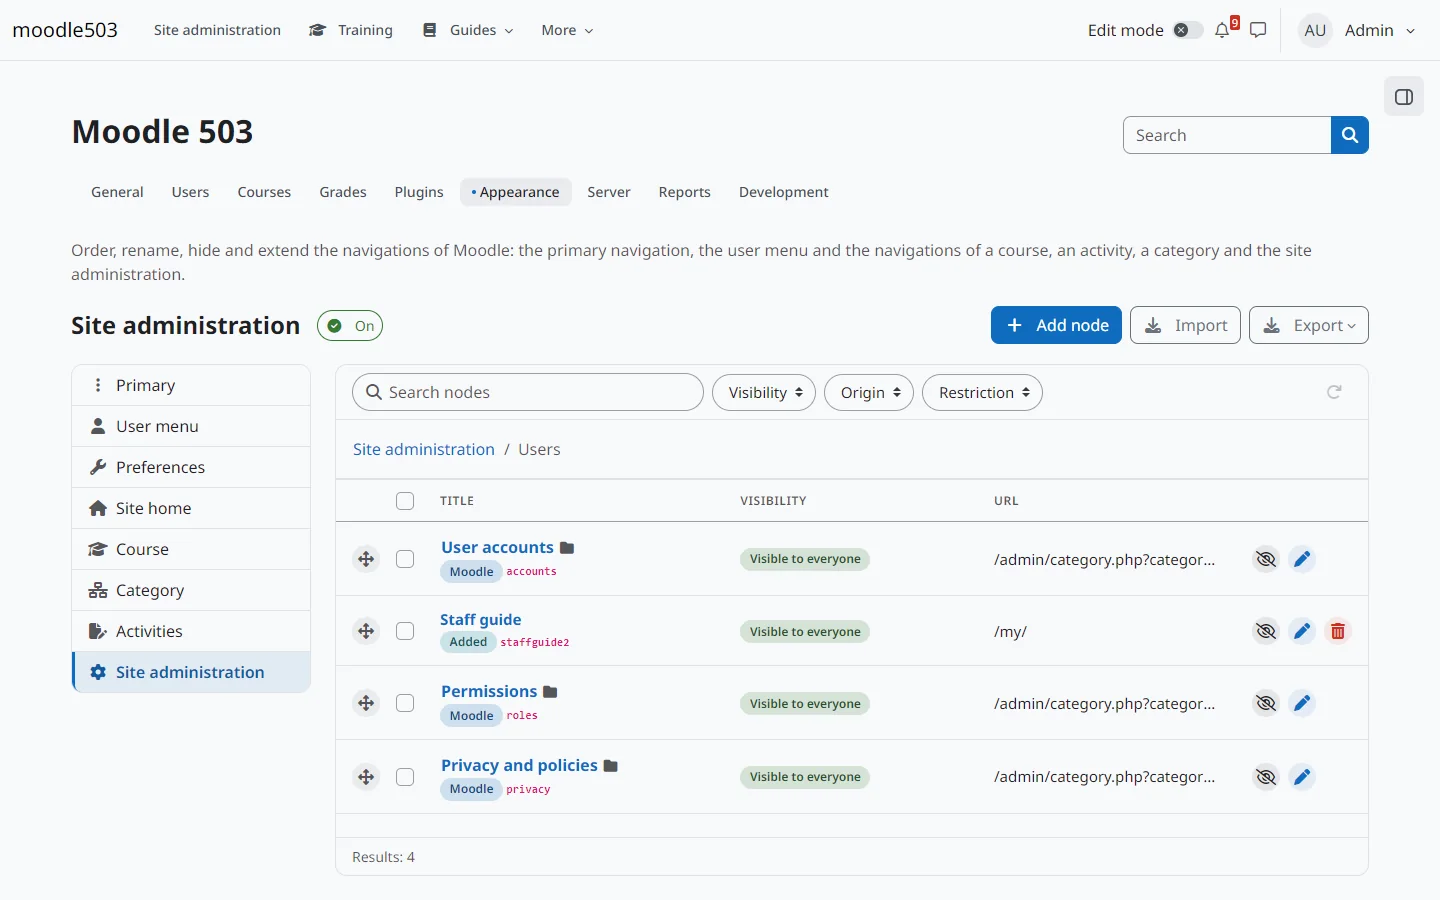 moodle503
Site administration
Training
Guides
More
Edit mode
9
AU
Admin
Moodle 503
Search
General
Users
Courses
Grades
Plugins
Appearance
Server
Reports
Development
Order, rename, hide and extend the navigations of Moodle: the primary navigation, the user menu and the navigations of a course, an activity, a category and the site
administration.
Site administration
On
Add node
Import
Export
Primary
User menu
Preferences
Site home
Course
Category
Activities
Site administration
Search nodes
Visibility
Origin
Restriction
Site administration / Users
TITLE
VISIBILITY
URL
User accounts
Moodle accounts
Visible to everyone
/admin/category.php?categor...
Staff guide
Added staffguide2
Visible to everyone
/my/
Permissions
Moodle roles
Visible to everyone
/admin/category.php?categor...
Privacy and policies
Moodle privacy
Visible to everyone
/admin/category.php?categor...
Results: 4